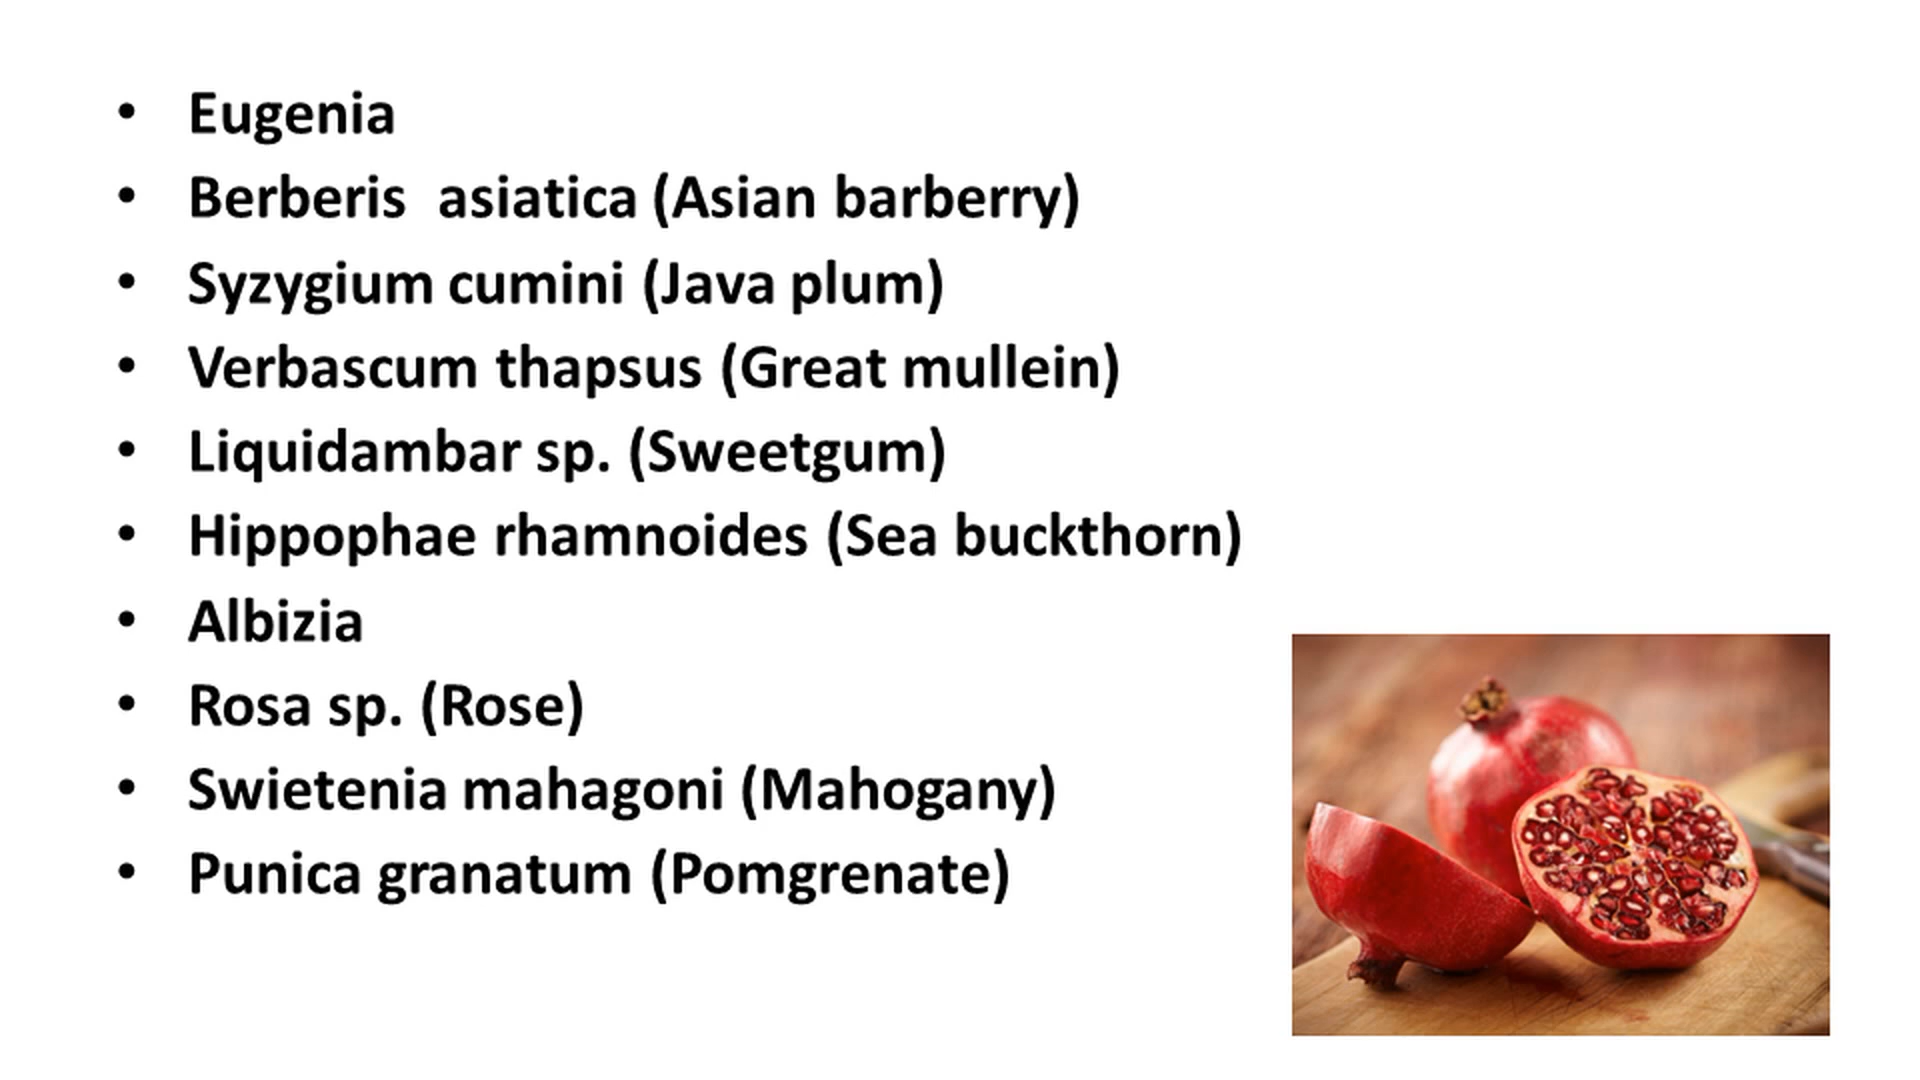 • Eugenia
• Berberis  asiatica (Asian barberry)
• Syzygium cumini (Java plum)
• Verbascum thapsus (Great mullein)
• Liquidambar sp. (Sweetgum)
• Hippophae rhamnoides (Sea buckthorn)
• Albizia
• Rosa sp. (Rose)
• Swietenia mahagoni (Mahogany)
• Punica granatum (Pomgrenate)